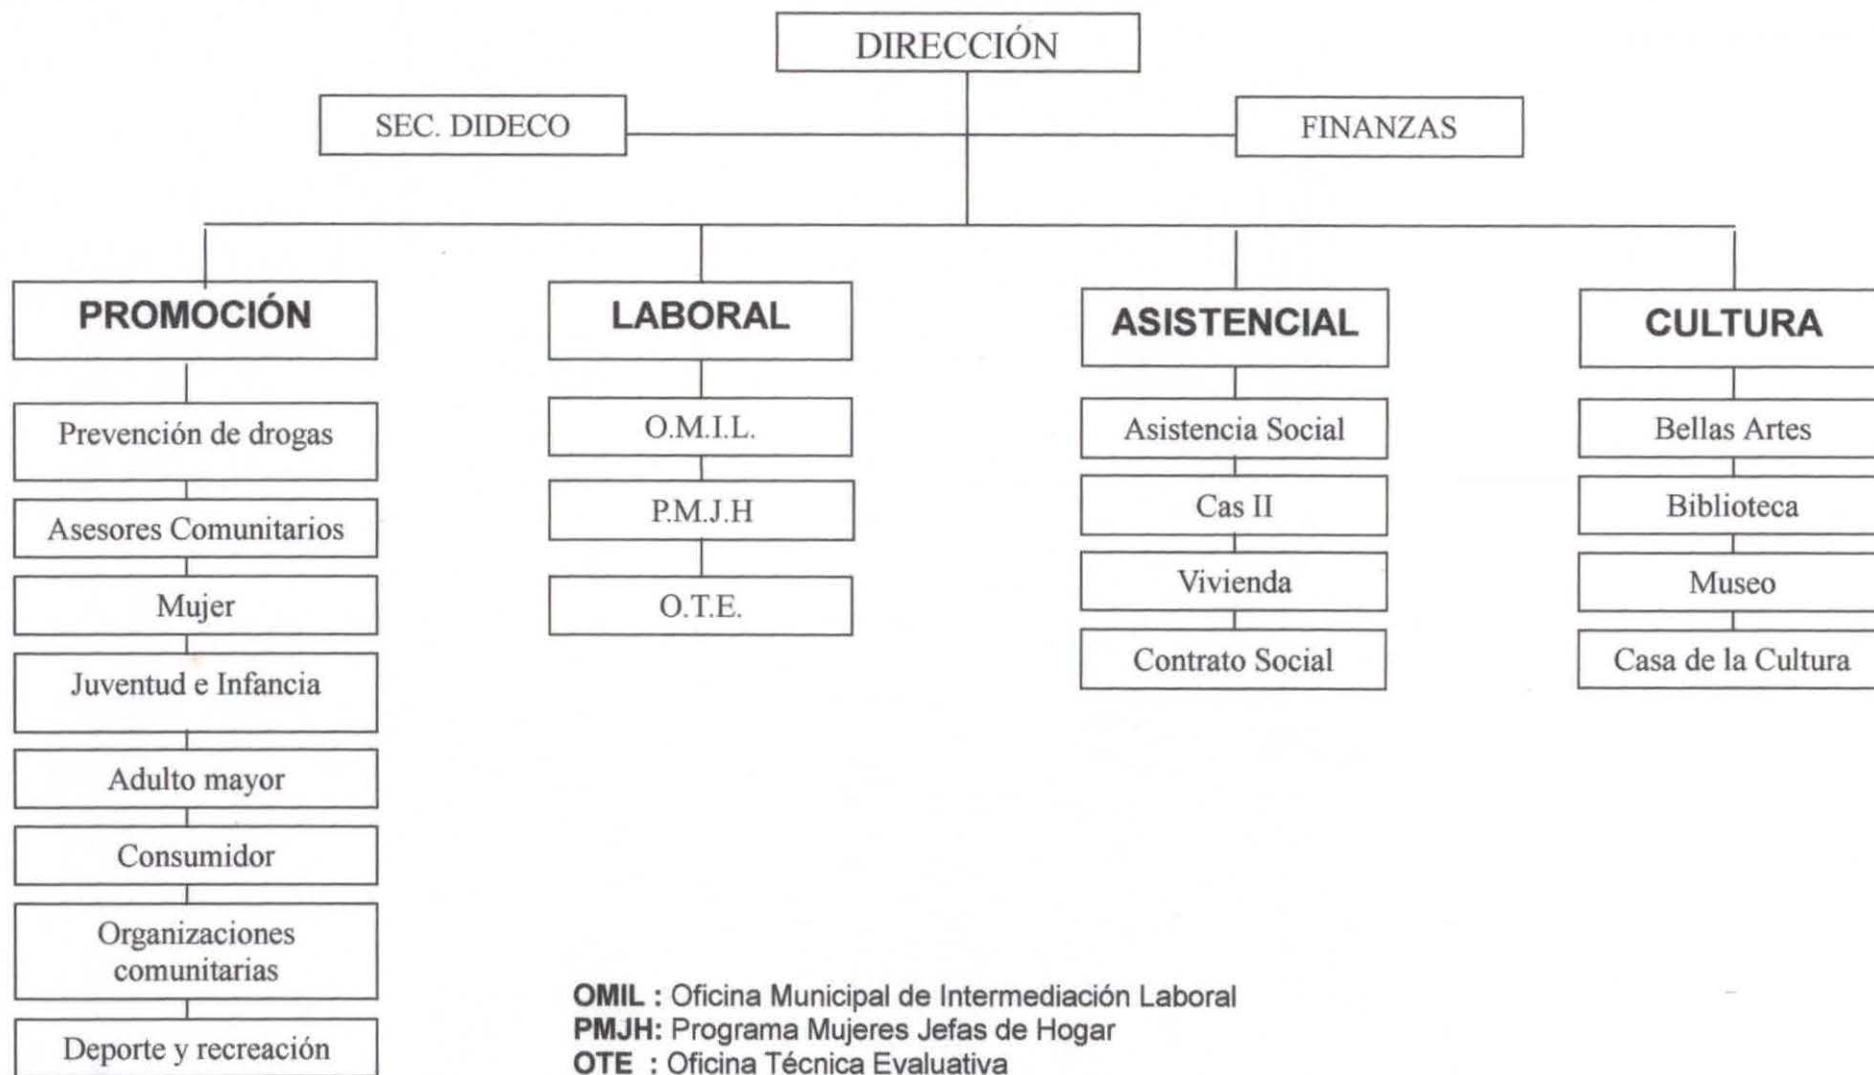 DIRECCIÓN
SEC. DIDECO
FINANZAS
PROMOCIÓN
Prevención de drogas
Asesores Comunitarios
Mujer
Juventud e Infancia
Adulto mayor
Consumidor
Organizaciones
comunitarias
Deporte y recreación
LABORAL
O.M.I.L.
P.M.J.H
O.T.E.
ASISTENCIAL
Asistencia Social
Cas II
Vivienda
Contrato Social
CULTURA
Bellas Artes
Biblioteca
Museo
Casa de la Cultura
OMIL : Oficina Municipal de Intermediación Laboral
PMJH: Programa Mujeres Jefas de Hogar
OTE : Oficina Técnica Evaluativa